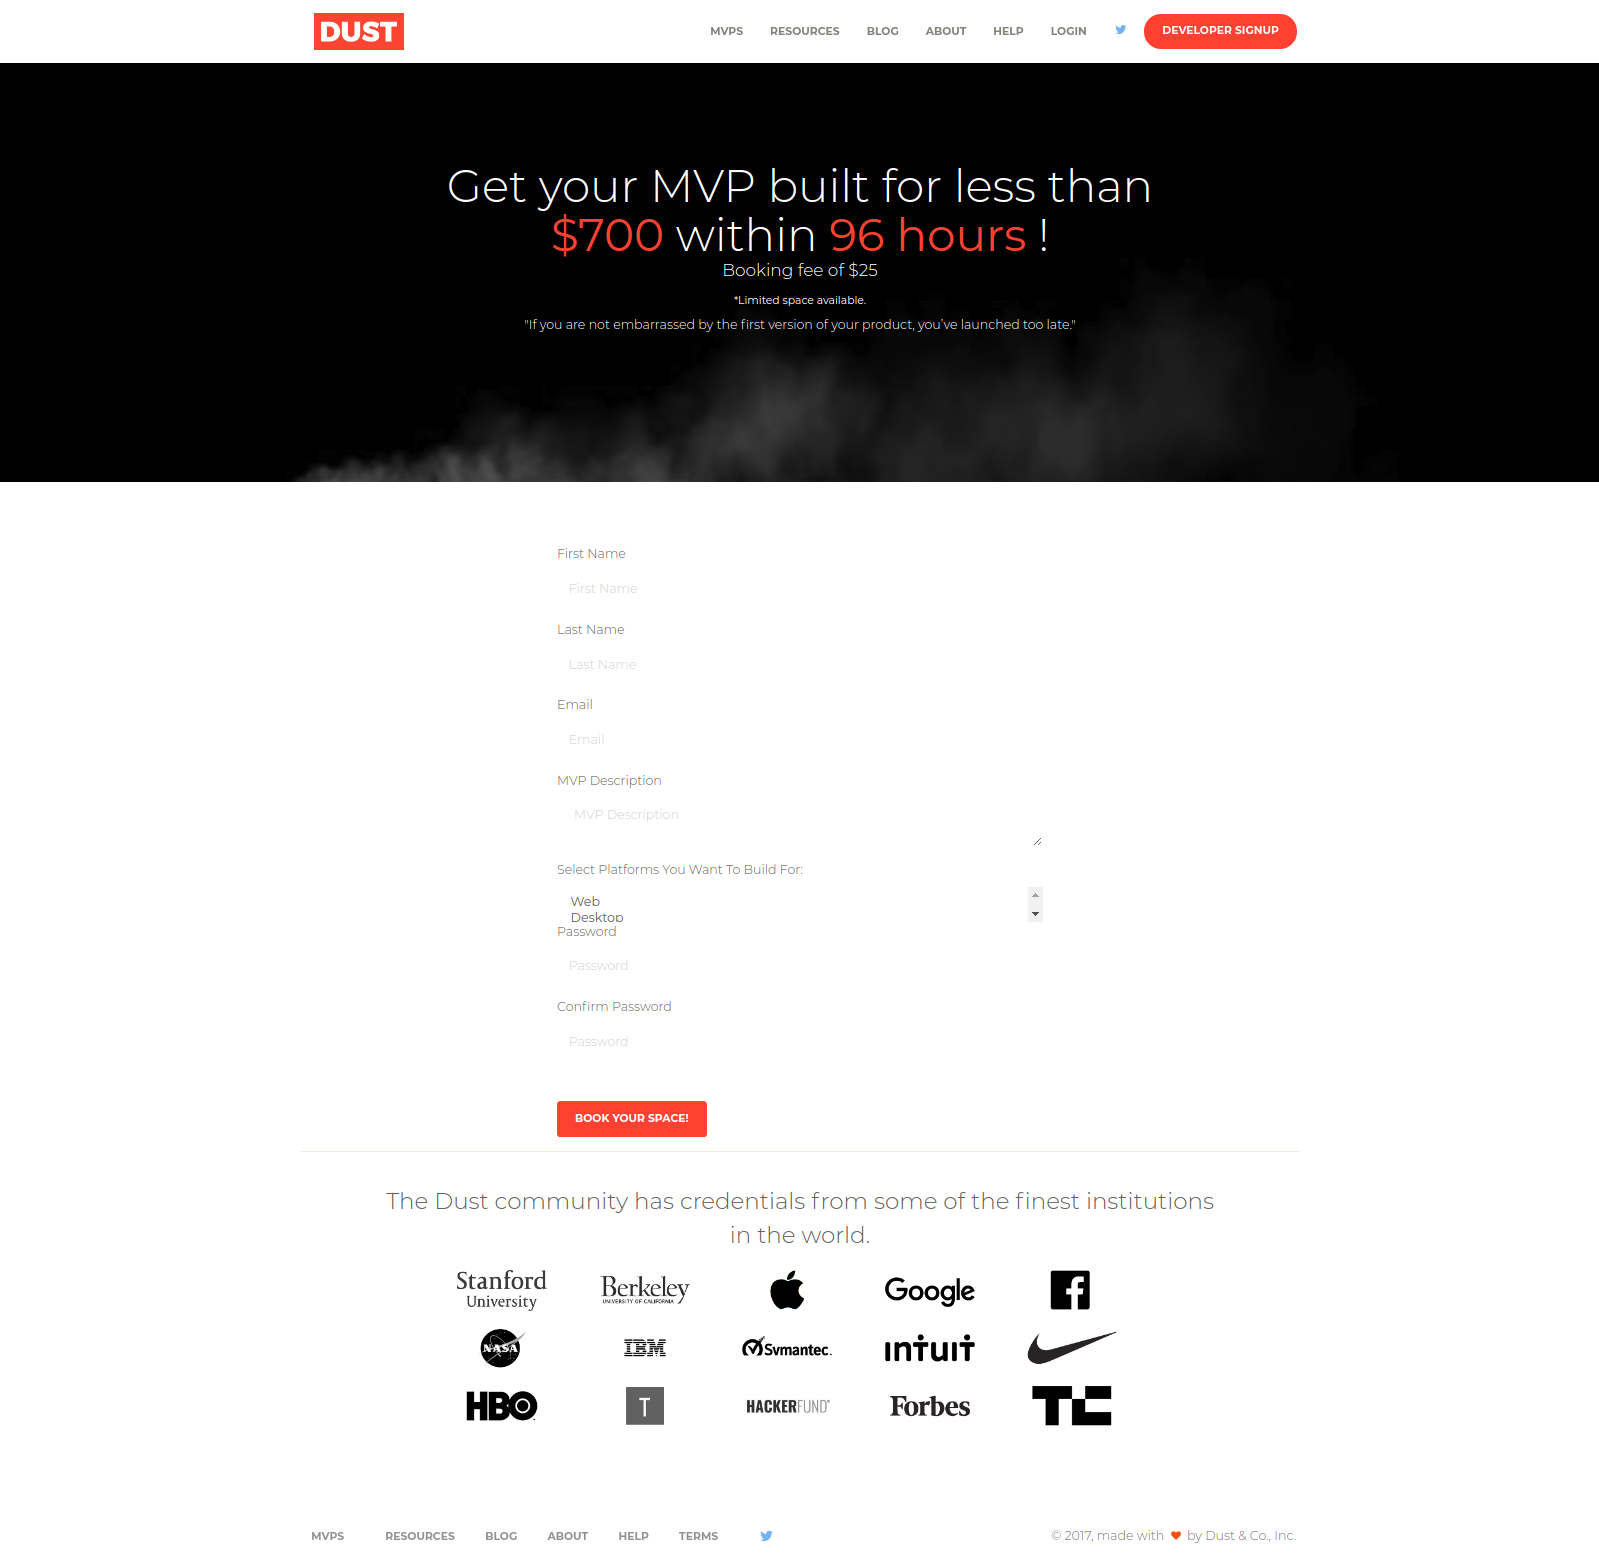 DUST
MVPS RESOURCES BLOG ABOUT HELP LOGIN DEVELOPER SIGNUP
Get your MVP built for less than
$700 within 96 hours !
Booking fee of $25
*Limited space available.
"If you are not embarrassed by the first version of your product, you've launched too late."
First Name
First Name
Last Name
Last Name
Email
Email
MVP Description
MVP Description
Select Platforms You Want To Build For:
Web
Desktop
Password
Password
Confirm Password
Password
BOOK YOUR SPACE!
The Dust community has credentials from some of the finest institutions
in the world.
Stanford
University
Berkeley
UNIVERSITY OF CALIFORNIA
Google
NASA
IBM
Symantec.
intuit
HBO
T
HACKERFUND
Forbes
TC
MVPS RESOURCES BLOG ABOUT HELP TERMS
© 2017, made with by Dust & Co., Inc.